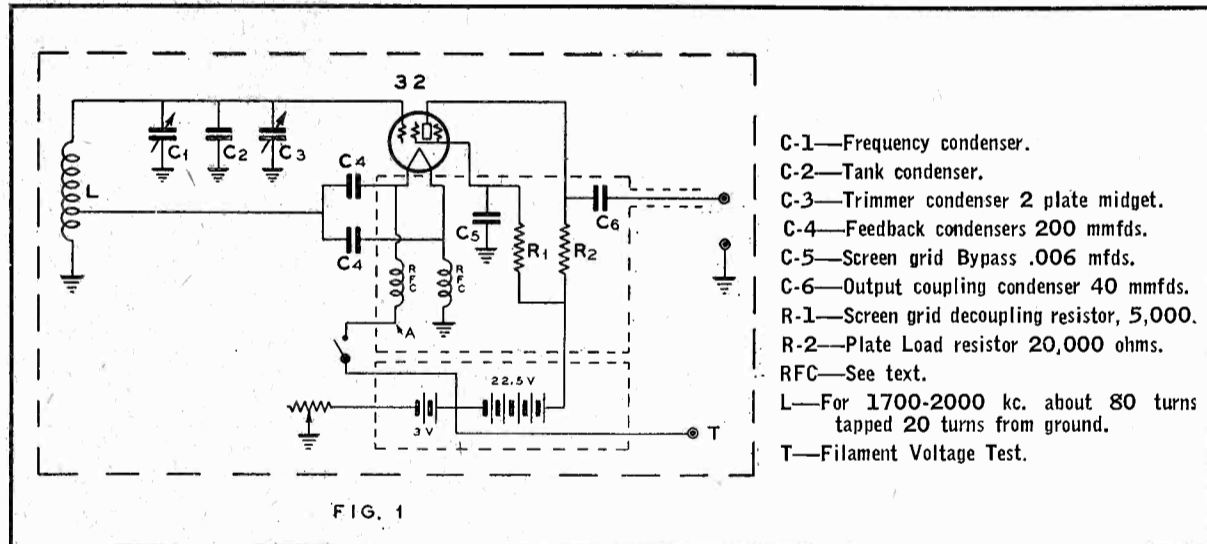 32
C1
C2
C3
L
C4
C4
C5
R1
R2
C6
RFC
RFC
A
22.5 V
3 V
T
FIG. 1
C-1—Frequency condenser.
C-2—Tank condenser.
C-3—Trimmer condenser 2 plate midget.
C-4—Feedback condensers 200 mmfds.
C-5—Screen grid Bypass .006 mfds.
C-6—Output coupling condenser 40 mmfds.
R-1—Screen grid decoupling resistor, 5,000.
R-2—Plate Load resistor 20,000 ohms.
RFC—See text.
L—For 1700-2000 kc. about 80 turns
tapped 20 turns from ground.
T—Filament Voltage Test.